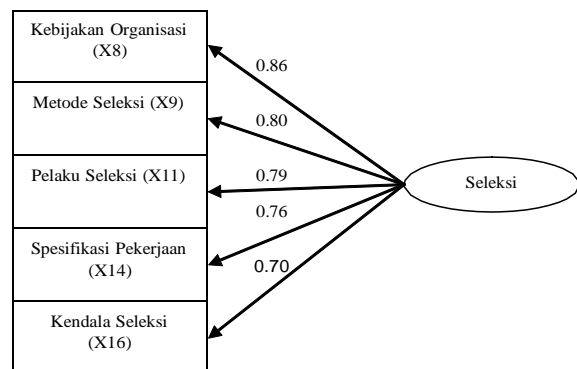 Kebijakan Organisasi
(X8)
0.86
Metode Seleksi (X9)
0.80
Pelaku Seleksi (X11)
0.79
Seleksi
0.76
Spesifikasi Pekerjaan
(X14)
0.70
Kendala Seleksi
(X16)